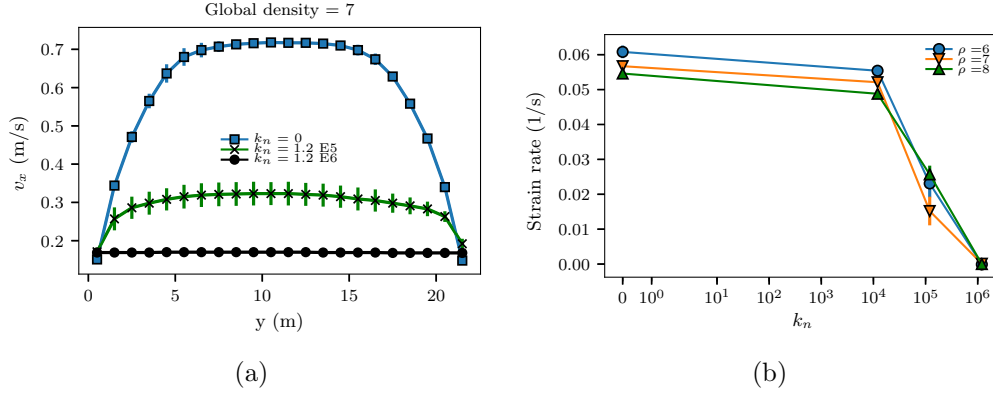 Global density = 7
0.7
0.6
0.5
0.4
0.3
0.2
v_x (m/s)
k_n = 0
k_n = 1.2 E5
k_n = 1.2 E6
0 5 10 15 20
y (m)
(a)
0.06
0.05
0.04
0.03
0.02
0.01
0.00
Strain rate (1/s)
ρ =6
ρ =7
ρ =8
0 10^0 10^1 10^2 10^3 10^4 10^5 10^6
k_n
(b)